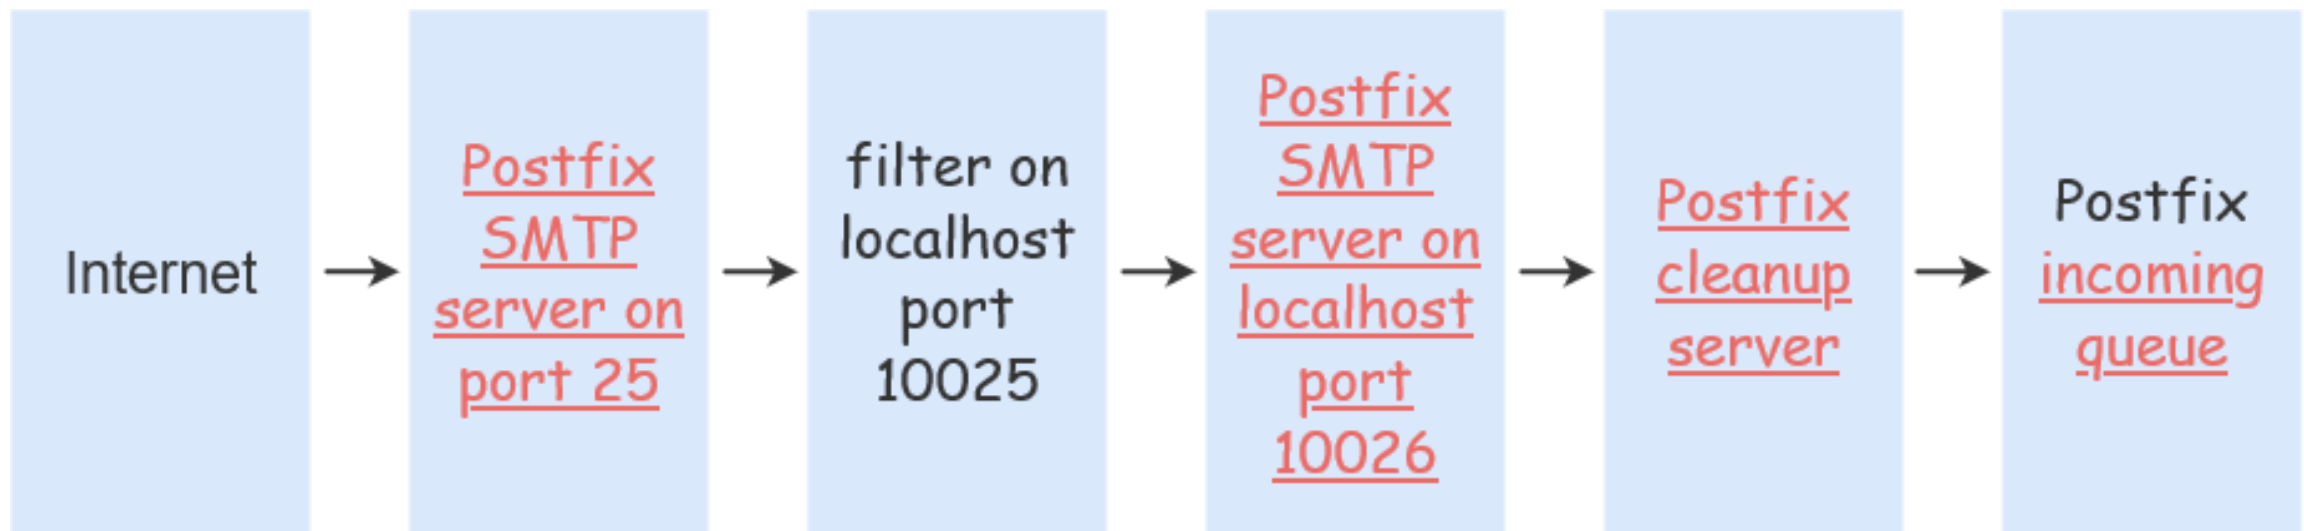 Internet
Postfix
SMTP
server on
port 25
filter on
localhost
port
10025
Postfix
SMTP
server on
localhost
port
10026
Postfix
cleanup
server
Postfix
incoming
queue